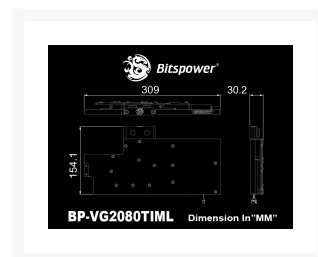 Bitspower®
309
30.2
154.1
BP-VG2080TIML
Dimension In"MM"